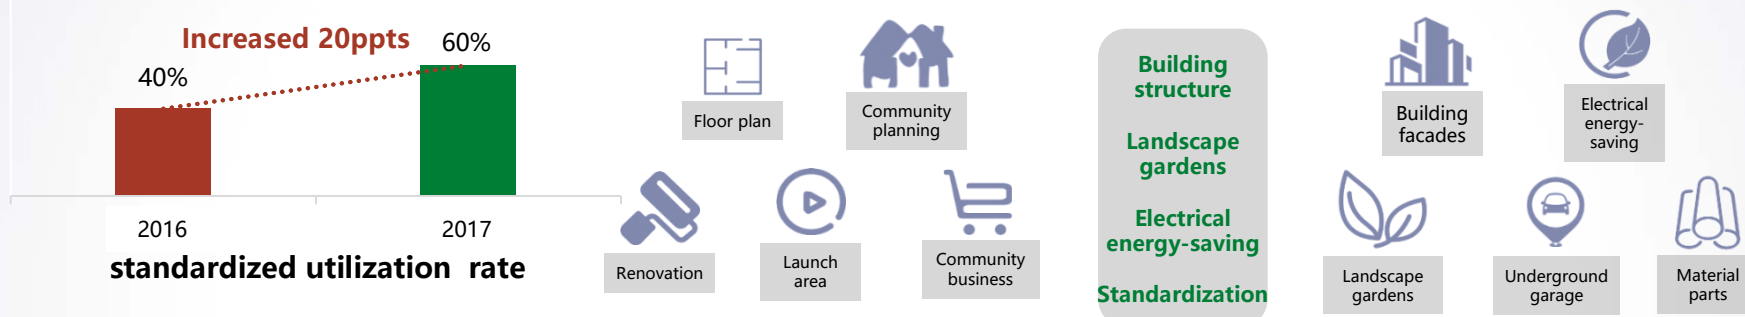 Increased 20ppts
40%
60%
2016
2017
standardized utilization rate
Floor plan
Community
planning
Renovation
Launch
area
Community
business
Building
structure
Landscape
gardens
Electrical
energy-saving
Standardization
Building
facades
Electrical
energy-
saving
Landscape
gardens
Underground
garage
Material
parts